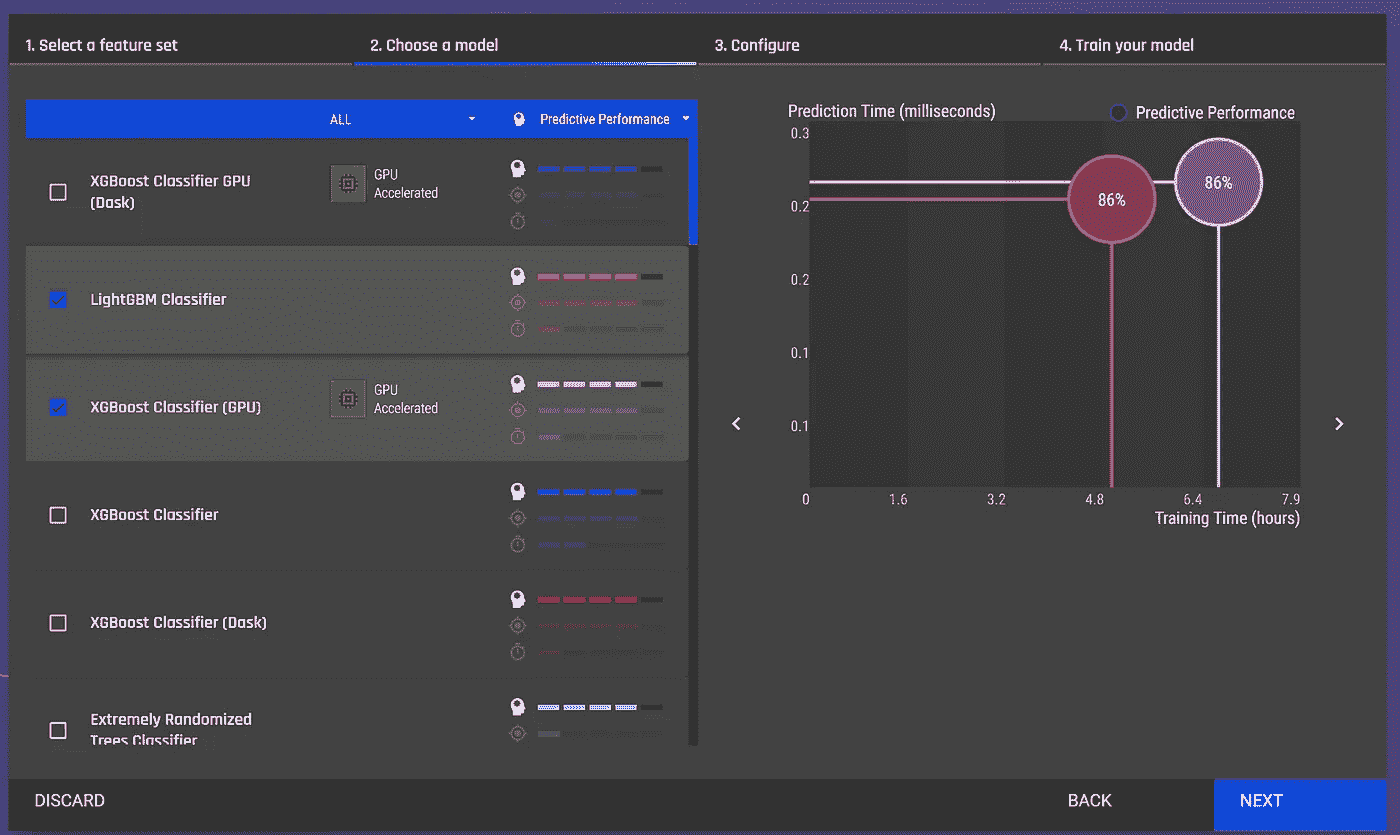 1. Select a feature set
2. Choose a model
3. Configure
4. Train your model
ALL
Predictive Performance
XGBoost Classifier GPU
(Dask)
GPU
Accelerated
LightGBM Classifier
XGBoost Classifier (GPU)
GPU
Accelerated
XGBoost Classifier
XGBoost Classifier (Dask)
Extremely Randomized
Trees Classifier
Prediction Time (milliseconds)
Predictive Performance
0.3
0.2
0.2
0.1
0.1
86%
86%
0
1.6
3.2
4.8
6.4
7.9
Training Time (hours)
DISCARD
BACK
NEXT